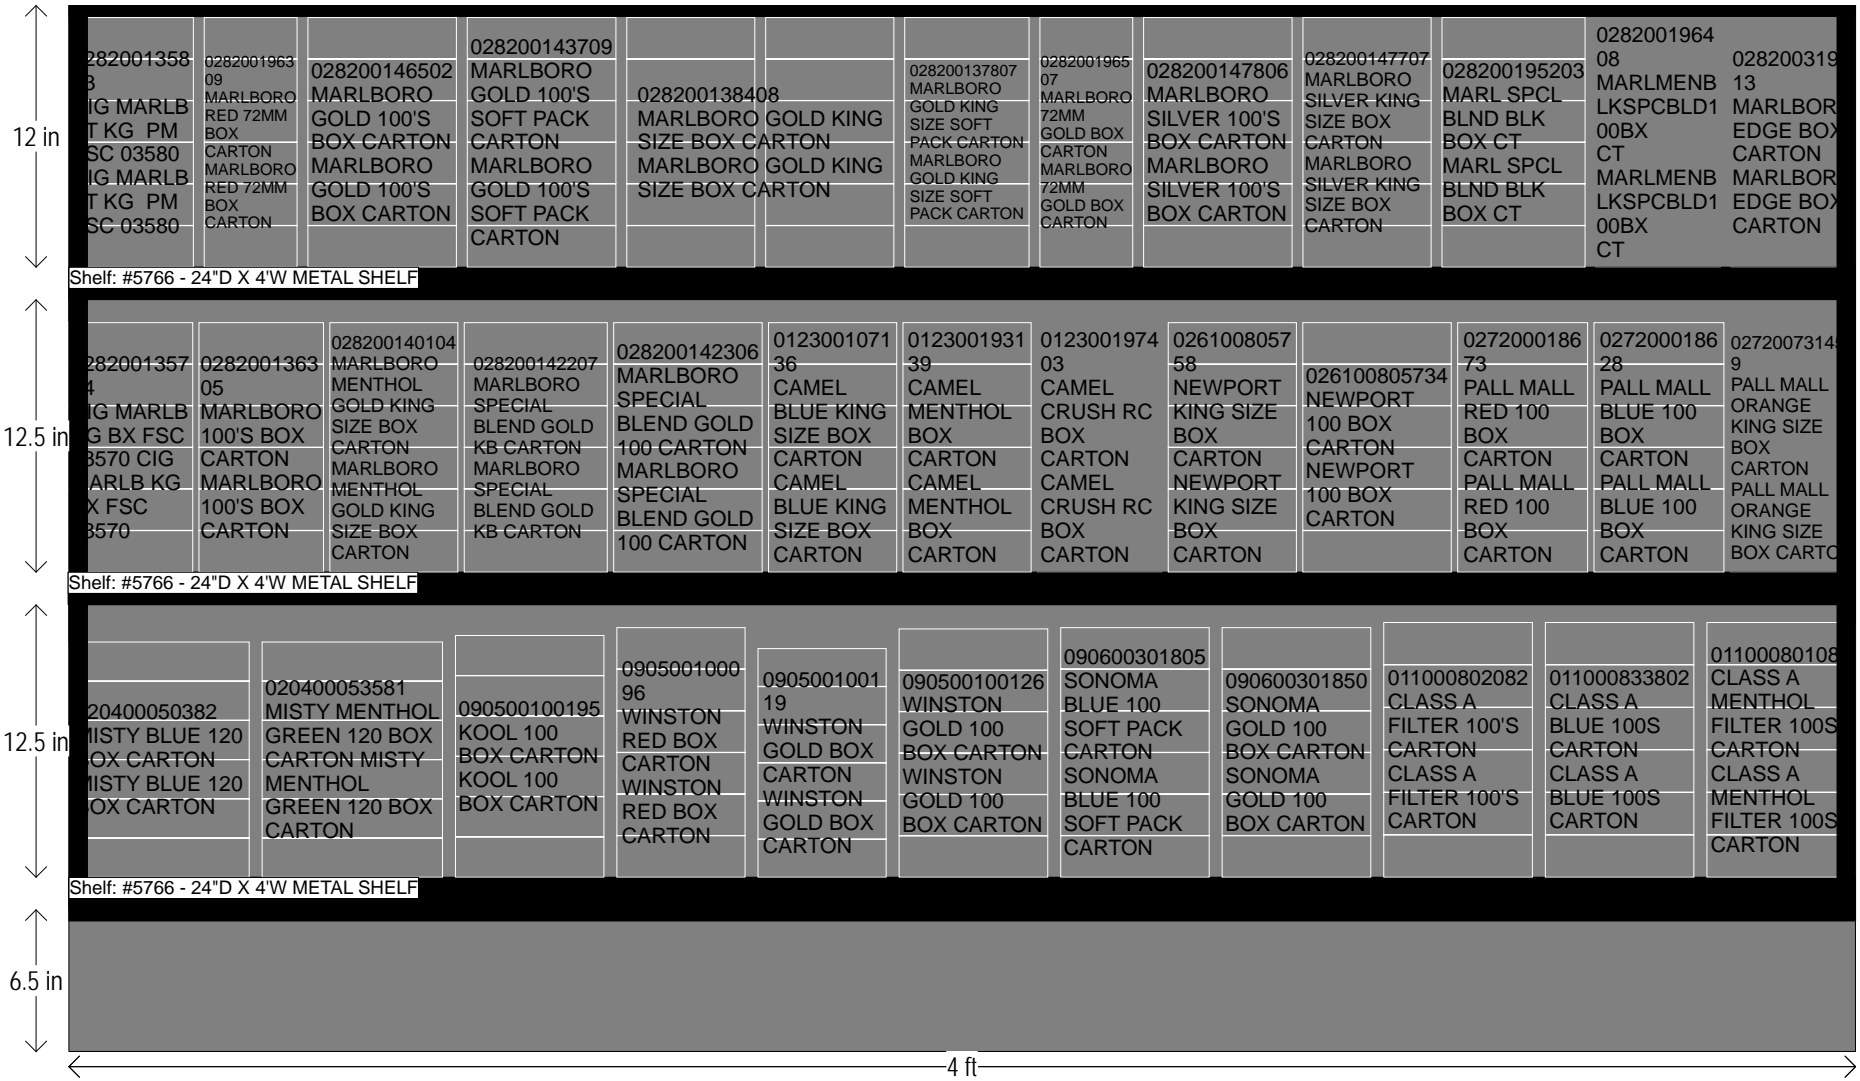 12 in
282001358
3
IG MARLB
T KG PM
SC 03580
IG MARLB
T KG PM
SC 03580
0282001963
09
MARLBORO
RED 72MM
BOX
CARTON
MARLBORO
RED 72MM
BOX
CARTON
028200146502
MARLBORO
GOLD 100'S
BOX CARTON
MARLBORO
GOLD 100'S
BOX CARTON
028200143709
MARLBORO
GOLD 100'S
SOFT PACK
CARTON
MARLBORO
GOLD 100'S
SOFT PACK
CARTON
028200138408
MARLBORO GOLD KING
SIZE BOX CARTON
MARLBORO GOLD KING
SIZE BOX CARTON
028200137807
MARLBORO
GOLD KING
SIZE SOFT
PACK CARTON
MARLBORO
GOLD KING
SIZE SOFT
PACK CARTON
0282001965
07
MARLBORO
72MM
GOLD BOX
CARTON
MARLBORO
72MM
GOLD BOX
CARTON
028200147806
MARLBORO
SILVER 100'S
BOX CARTON
MARLBORO
SILVER 100'S
BOX CARTON
028200147707
MARLBORO
SILVER KING
SIZE BOX
CARTON
MARLBORO
SILVER KING
SIZE BOX
CARTON
028200195203
MARL SPCL
BLND BLK
BOX CT
MARL SPCL
BLND BLK
BOX CT
0282001964
08
MARLMENB
LKSPCBLD1
00BX
CT
MARLMENB
LKSPCBLD1
00BX
CT
028200319
13
MARLBOR
EDGE BOX
CARTON
MARLBOR
EDGE BOX
CARTON
Shelf: #5766 - 24"D X 4'W METAL SHELF
12.5 in
282001357
4
IG MARLB
G BX FSC
3570 CIG
ARLB KG
X FSC
3570
0282001363
05
MARLBORO
100'S BOX
CARTON
MARLBORO
100'S BOX
CARTON
028200140104
MARLBORO
MENTHOL
GOLD KING
SIZE BOX
CARTON
MARLBORO
MENTHOL
GOLD KING
SIZE BOX
CARTON
028200142207
MARLBORO
SPECIAL
BLEND GOLD
KB CARTON
MARLBORO
SPECIAL
BLEND GOLD
KB CARTON
028200142306
MARLBORO
SPECIAL
BLEND GOLD
100 CARTON
MARLBORO
SPECIAL
BLEND GOLD
100 CARTON
0123001071
36
CAMEL
BLUE KING
SIZE BOX
CARTON
CAMEL
BLUE KING
SIZE BOX
CARTON
0123001931
39
CAMEL
MENTHOL
BOX
CARTON
CAMEL
MENTHOL
BOX
CARTON
0123001974
03
CAMEL
CRUSH RC
BOX
CARTON
CAMEL
CRUSH RC
BOX
CARTON
0261008057
58
NEWPORT
KING SIZE
BOX
CARTON
NEWPORT
KING SIZE
BOX
CARTON
026100805734
NEWPORT
100 BOX
CARTON
NEWPORT
100 BOX
CARTON
0272000186
73
PALL MALL
RED 100
BOX
CARTON
PALL MALL
RED 100
BOX
CARTON
0272000186
28
PALL MALL
BLUE 100
BOX
CARTON
PALL MALL
BLUE 100
BOX
CARTON
0272007314
9
PALL MALL
ORANGE
KING SIZE
BOX
CARTON
PALL MALL
ORANGE
KING SIZE
BOX CARTO
Shelf: #5766 - 24"D X 4'W METAL SHELF
12.5 in
20400050382
MISTY BLUE 120
BOX CARTON
MISTY BLUE 120
BOX CARTON
020400053581
MISTY MENTHOL
GREEN 120 BOX
CARTON MISTY
MENTHOL
GREEN 120 BOX
CARTON
090500100195
KOOL 100
BOX CARTON
KOOL 100
BOX CARTON
0905001000
96
WINSTON
RED BOX
CARTON
WINSTON
RED BOX
CARTON
0905001001
19
WINSTON
GOLD BOX
CARTON
WINSTON
GOLD BOX
CARTON
090500100126
WINSTON
GOLD 100
BOX CARTON
WINSTON
GOLD 100
BOX CARTON
090600301805
SONOMA
BLUE 100
SOFT PACK
CARTON
SONOMA
BLUE 100
SOFT PACK
CARTON
090600301850
SONOMA
GOLD 100
BOX CARTON
SONOMA
GOLD 100
BOX CARTON
011000802082
CLASS A
FILTER 100'S
CARTON
CLASS A
FILTER 100'S
CARTON
011000833802
CLASS A
BLUE 100S
CARTON
CLASS A
BLUE 100S
CARTON
01100080108
CLASS A
MENTHOL
FILTER 100S
CARTON
CLASS A
MENTHOL
FILTER 100S
CARTON
Shelf: #5766 - 24"D X 4'W METAL SHELF
6.5 in
4 ft